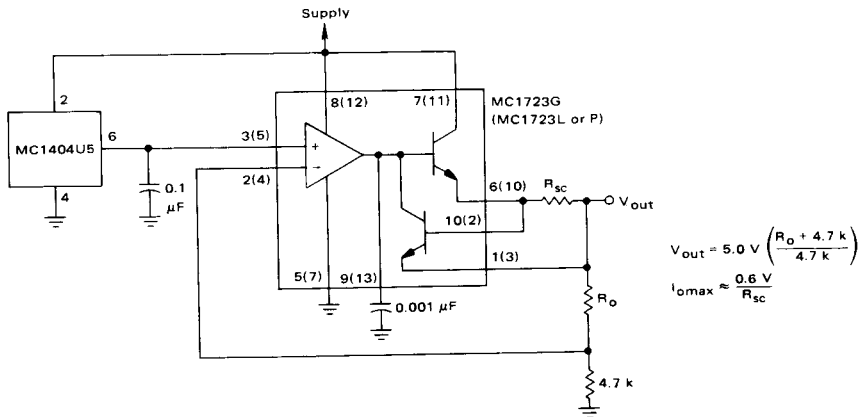 Supply
2
8(12)
7(11)
MC1723G
(MC1723L or P)
MC1404U5
6
3(5)
+
−
2(4)
4
0.1
μF
6(10)
R_sc
V_out
10(2)
1(3)
5(7)
9(13)
0.001 μF
R_o
4.7 k
V_out = 5.0 V (R_o + 4.7 k / 4.7 k)
I_omax ≈ 0.6 V / R_sc